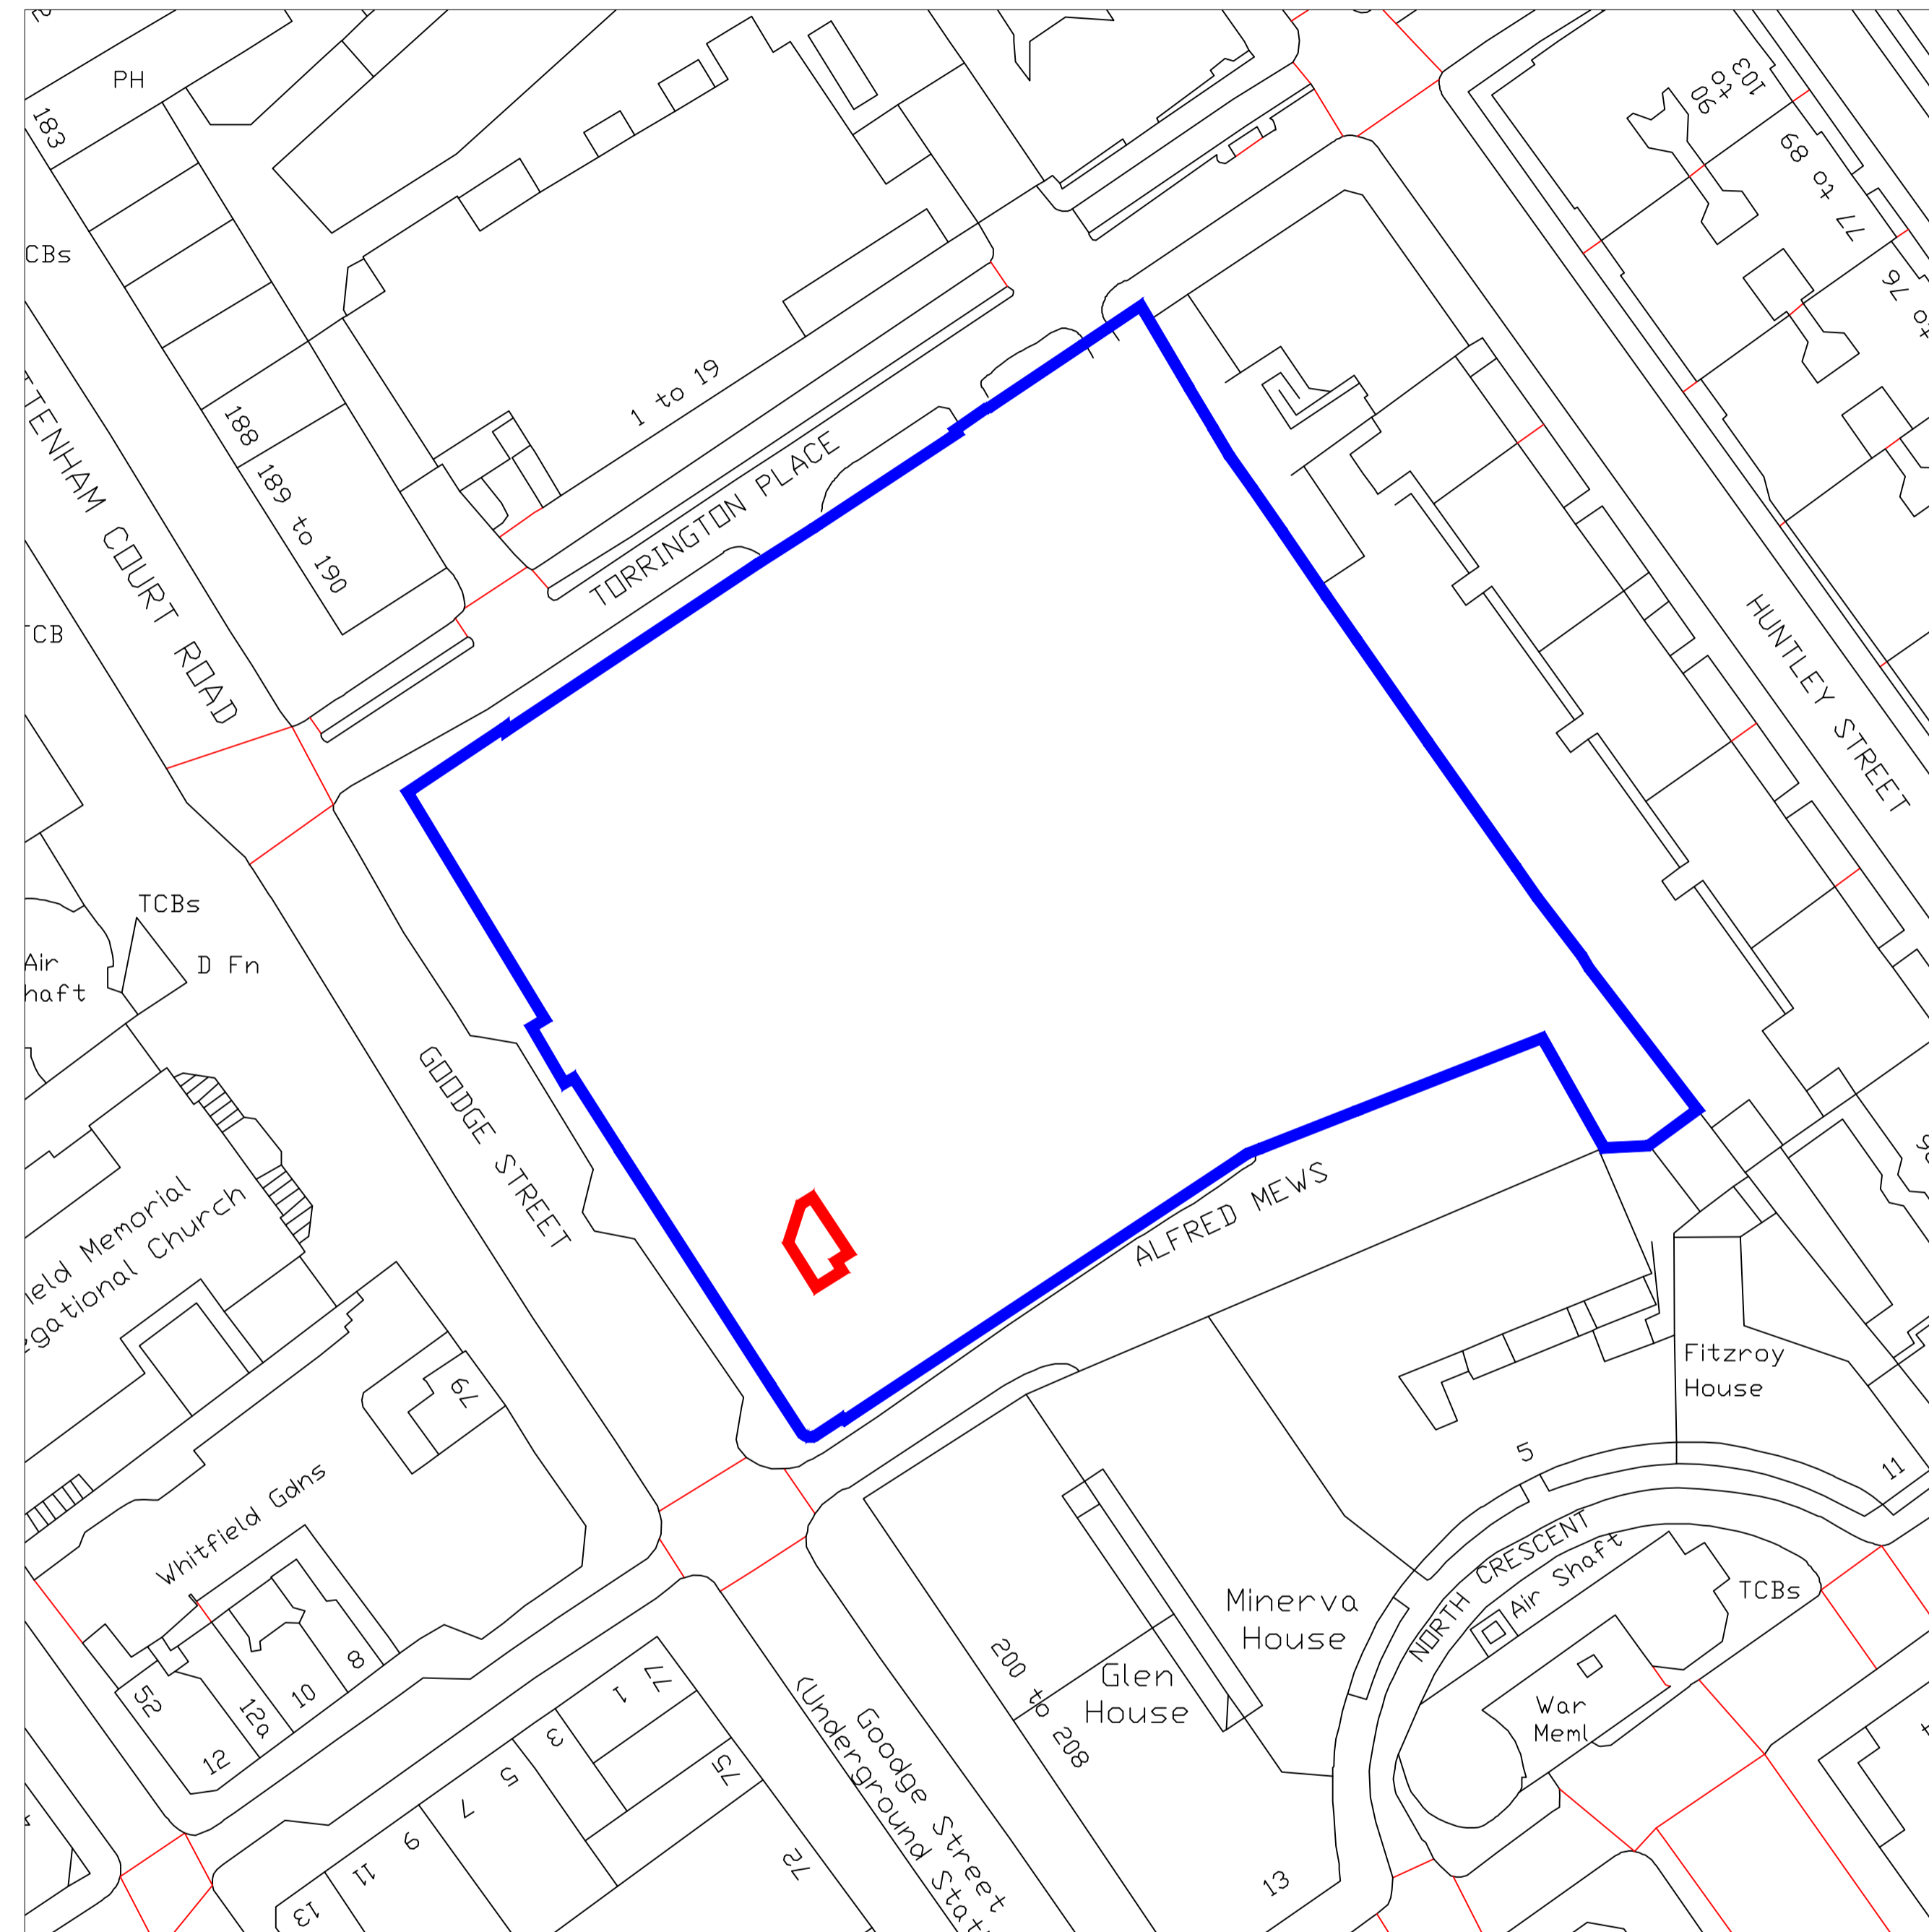 PH
183
CBs
103
to
90
89
to
77
76
to
1 to 19
188
189 to 190
TORRINGTON PLACE
TTENHAM COURT ROAD
TCB
HUNTLEY STREET
TCBs
Air
haft
D Fn
GOODGE STREET
ALFRED MEWS
ield Memorial
egational Church
79
Fitzroy
House
5
11
Whitfield Gdns
NORTH CRESCENT
Air Shaft
TCBs
Minerva
House
Glen
House
200 to 208
War
Meml
52
12a
10
8
12
77
1
3
5
7
9
11
13
75
72
Goodge Street
(Underground Stat
13